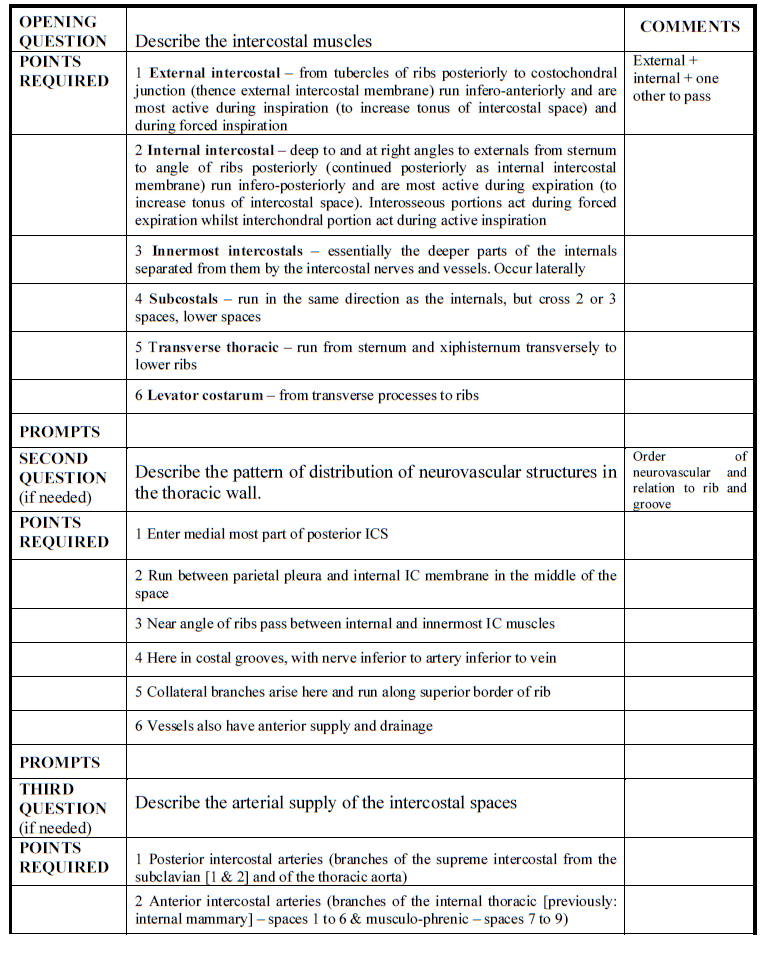 OPENING QUESTION
Describe the intercostal muscles
COMMENTS
POINTS REQUIRED
1 External intercostal – from tubercles of ribs posteriorly to costochondral
junction (thence external intercostal membrane) run infero-anteriorly and are
most active during inspiration (to increase tonus of intercostal space) and
during forced inspiration
External +
internal + one
other to pass
2 Internal intercostal – deep to and at right angles to externals from sternum
to angle of ribs posteriorly (continued posteriorly as internal intercostal
membrane) run infero-posteriorly and are most active during expiration (to
increase tonus of intercostal space). Interosseous portions act during forced
expiration whilst interchondral portion act during active inspiration
3 Innermost intercostals – essentially the deeper parts of the internals
separated from them by the intercostal nerves and vessels. Occur laterally
4 Subcostals – run in the same direction as the internals, but cross 2 or 3
spaces, lower spaces
5 Transverse thoracic – run from sternum and xiphisternum transversely to
lower ribs
6 Levator costarum – from transverse processes to ribs
PROMPTS
SECOND
QUESTION
(if needed)
Describe the pattern of distribution of neurovascular structures in
the thoracic wall.
Order of
neurovascular and
relation to rib and
groove
POINTS
REQUIRED
1 Enter medial most part of posterior ICS
2 Run between parietal pleura and internal IC membrane in the middle of the
space
3 Near angle of ribs pass between internal and innermost IC muscles
4 Here in costal grooves, with nerve inferior to artery inferior to vein
5 Collateral branches arise here and run along superior border of rib
6 Vessels also have anterior supply and drainage
PROMPTS
THIRD
QUESTION
(if needed)
Describe the arterial supply of the intercostal spaces
POINTS
REQUIRED
1 Posterior intercostal arteries (branches of the supreme intercostal from the
subclavian [1 & 2] and of the thoracic aorta)
2 Anterior intercostal arteries (branches of the internal thoracic [previously:
internal mammary] – spaces 1 to 6 & musculo-phrenic – spaces 7 to 9)